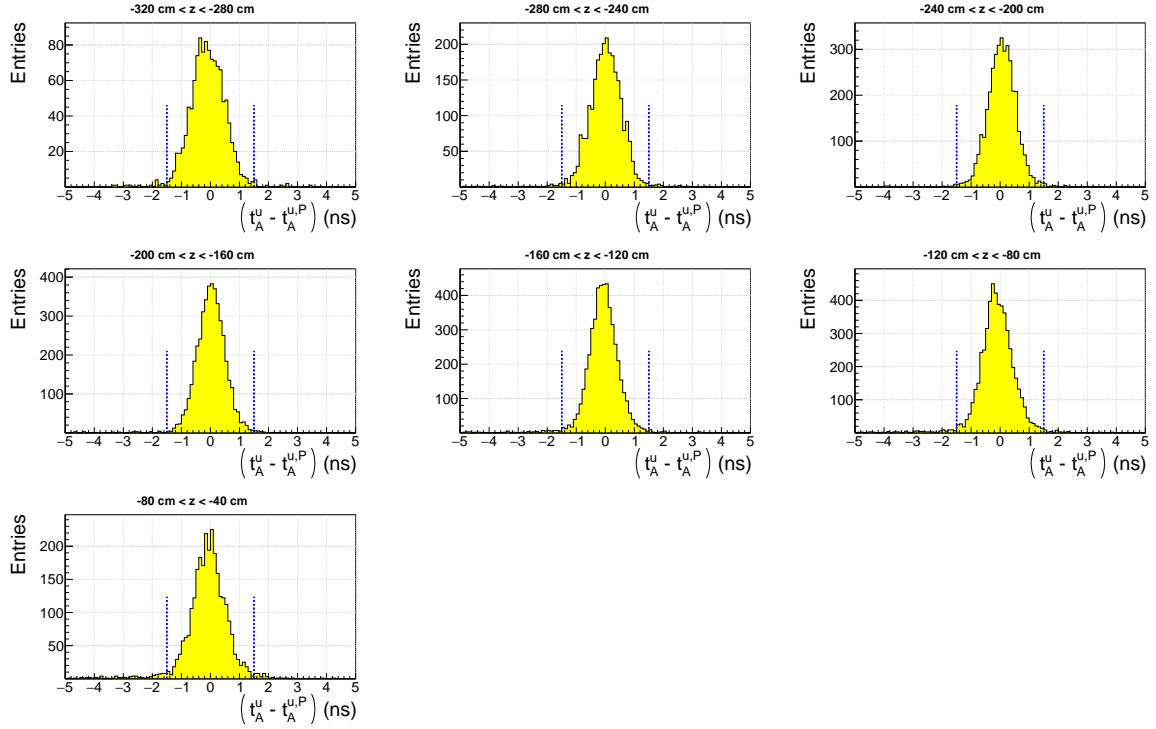 -320 cm < z < -280 cm
Entries
80
60
40
20
−5 −4 −3 −2 −1 0 1 2 3 4 5
(t_A^u - t_A^{u,P}) (ns)
-280 cm < z < -240 cm
Entries
200
150
100
50
−5 −4 −3 −2 −1 0 1 2 3 4 5
(t_A^u - t_A^{u,P}) (ns)
-240 cm < z < -200 cm
Entries
300
200
100
−5 −4 −3 −2 −1 0 1 2 3 4 5
(t_A^u - t_A^{u,P}) (ns)
-200 cm < z < -160 cm
Entries
400
300
200
100
−5 −4 −3 −2 −1 0 1 2 3 4 5
(t_A^u - t_A^{u,P}) (ns)
-160 cm < z < -120 cm
Entries
400
300
200
100
−5 −4 −3 −2 −1 0 1 2 3 4 5
(t_A^u - t_A^{u,P}) (ns)
-120 cm < z < -80 cm
Entries
400
300
200
100
−5 −4 −3 −2 −1 0 1 2 3 4 5
(t_A^u - t_A^{u,P}) (ns)
-80 cm < z < -40 cm
Entries
200
150
100
50
−5 −4 −3 −2 −1 0 1 2 3 4 5
(t_A^u - t_A^{u,P}) (ns)